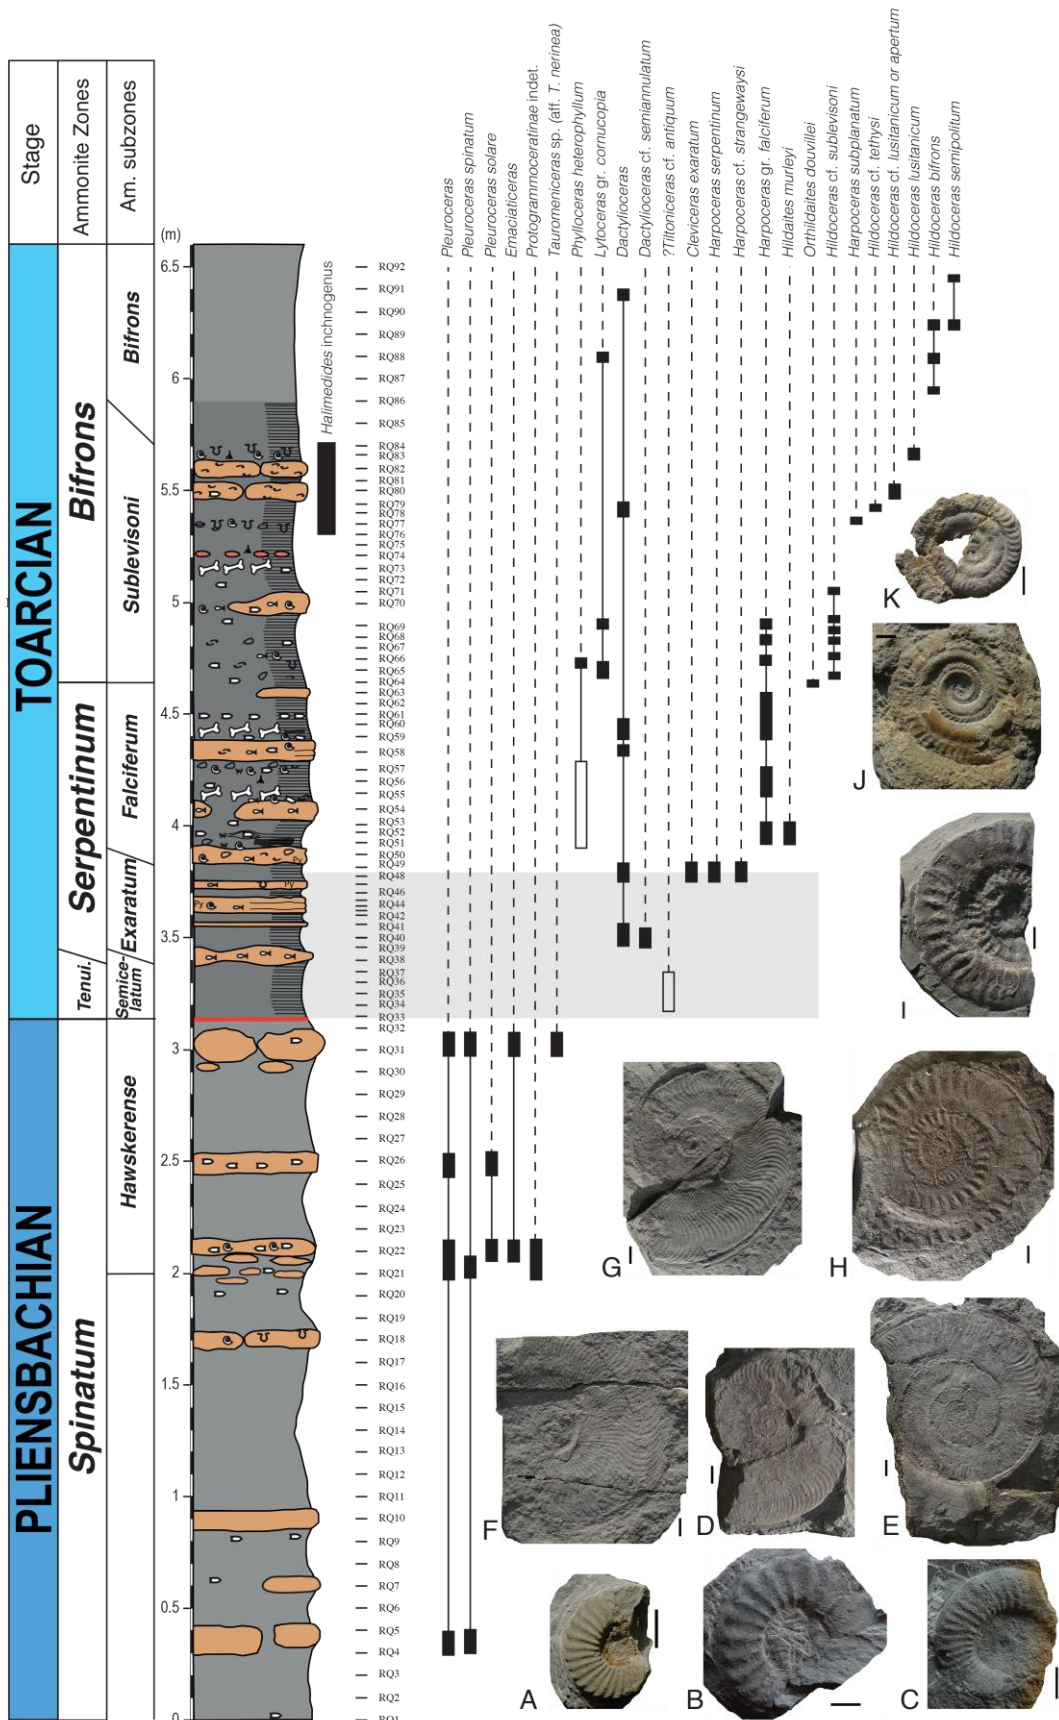 Stage
Ammonite Zones
Am. subzones
(m)
Halimedides inchnogenus
Pleuroceras
Pleuroceras spinatum
Pleuroceras solare
Emaciaticeras
Protogrammoceratinae indet.
Tauromeniceras sp. (aff. T. nerinea)
Phylloceras heterophyllum
Lytoceras gr. cornucopia
Dactylioceras
Dactylioceras cf. semiannulatum
?Tiltoniceras cf. antiquum
Cleviceras exaratum
Harpoceras serpentinum
Harpoceras cf. strangewaysi
Harpoceras gr. falciferum
Hildaites murleyi
Orthildaites douvillei
Hildoceras cf. sublevisoni
Harpoceras subplanatum
Hildoceras cf. tethysi
Hildoceras cf. lusitanicum or apertum
Hildoceras lusitanicum
Hildoceras bifrons
Hildoceras semipolitum
TOARCIAN
PLIENSBACHIAN
Bifrons
Serpentinum
Tenui.
Spinatum
Bifrons
Sublevisoni
Falciferum
Exaratum
Semice-
latum
Hawskerense
6.5
6
5.5
5
4.5
4
3.5
3
2.5
2
1.5
1
0.5
0
RQ92
RQ91
RQ90
RQ89
RQ88
RQ87
RQ86
RQ85
RQ84
RQ83
RQ82
RQ81
RQ80
RQ79
RQ78
RQ77
RQ76
RQ75
RQ74
RQ73
RQ72
RQ71
RQ70
RQ69
RQ68
RQ67
RQ66
RQ65
RQ64
RQ63
RQ62
RQ61
RQ60
RQ59
RQ58
RQ57
RQ56
RQ55
RQ54
RQ53
RQ52
RQ51
RQ50
RQ49
RQ48
RQ46
RQ44
RQ42
RQ41
RQ40
RQ39
RQ38
RQ37
RQ36
RQ35
RQ34
RQ33
RQ32
RQ31
RQ30
RQ29
RQ28
RQ27
RQ26
RQ25
RQ24
RQ23
RQ22
RQ21
RQ20
RQ19
RQ18
RQ17
RQ16
RQ15
RQ14
RQ13
RQ12
RQ11
RQ10
RQ9
RQ8
RQ7
RQ6
RQ5
RQ4
RQ3
RQ2
RQ1
w
w
w
Py
Py
Py
K
J
I
G
H
F
D
E
A
B
C